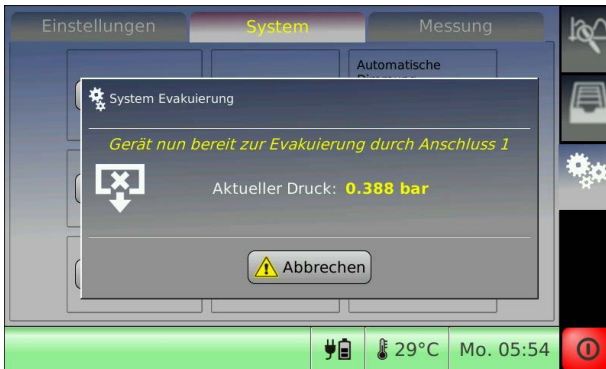 Einstellungen
System
Messung
Automatische
System Evakuierung
Gerät nun bereit zur Evakuierung durch Anschluss 1
Aktueller Druck: 0.388 bar
Abbrechen
29°C
Mo. 05:54